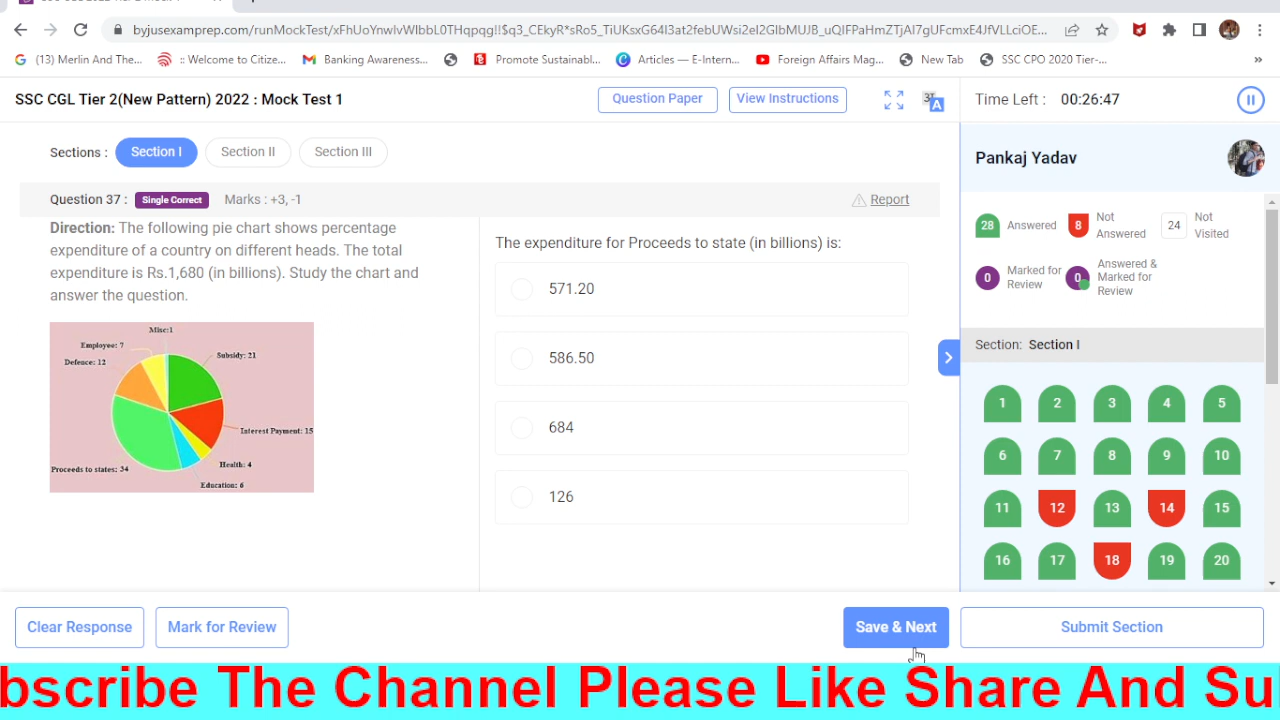 byjusexamprep.com/runMockTest/xFhUoYnwIvWlbbL0THqpqg!!$q3_CEkyR*sRo5_TiUKsxG64I3at2febUWsi2eI2GIbMUJB_uQIFPaHmZTjAI7gUFcmxE4JfVLLciOE...
(13) Merlin And The...
:: Welcome to Citize...
Banking Awareness...
Promote Sustainabl...
Articles — E-Intern...
Foreign Affairs Mag...
New Tab
SSC CPO 2020 Tier-...
»
SSC CGL Tier 2(New Pattern) 2022 : Mock Test 1
Question Paper
View Instructions
Time Left : 00:26:47
Sections : Section I Section II Section III
Pankaj Yadav
Question 37 : Single Correct Marks : +3, -1
Report
Direction: The following pie chart shows percentage
expenditure of a country on different heads. The total
expenditure is Rs.1,680 (in billions). Study the chart and
answer the question.
Misc:1
Employee: 7
Subsidy: 21
Defence: 12
Interest Payment: 15
Health: 4
Proceeds to states: 34
Education: 6
The expenditure for Proceeds to state (in billions) is:
571.20
586.50
684
126
28 Answered
8 Not
Answered
24 Not
Visited
0 Marked for
Review
0 Answered &
Marked for
Review
Section: Section I
1 2 3 4 5
6 7 8 9 10
11 12 13 14 15
16 17 18 19 20
Clear Response
Mark for Review
Save & Next
Submit Section
bscribe The Channel Please Like Share And Su